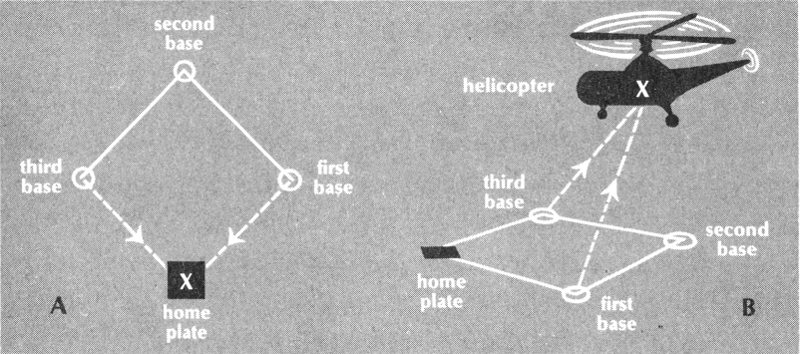 second
base
third
base
first
base
X
home
plate
A
helicopter
X
third
base
second
base
home
plate
first
base
B